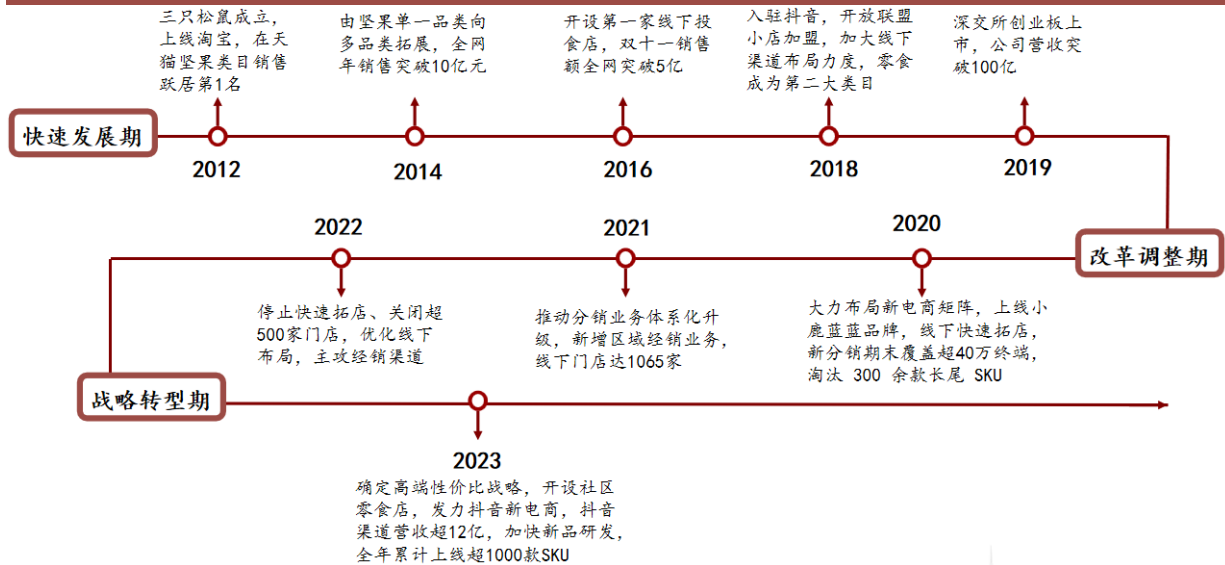 三只松鼠成立，
上线淘宝，在天
猫坚果类目销售
跃居第1名
由坚果单一品类向
多品类拓展，全网
年销售突破10亿元
开设第一家线下投
食店，双十一销售
额全网突破5亿
入驻抖音，开放联盟
小店加盟，加大线下
渠道布局力度，零食
成为第二大类目
深交所创业板上
市，公司营收突
破100亿
快速发展期
2012
2014
2016
2018
2019
改革调整期
2020
大力布局新电商矩阵，上线小
鹿蓝蓝品牌，线下快速拓店，
新分销期末覆盖超40万终端，
淘汰 300 余款长尾 SKU
2021
推动分销业务体系化升
级，新增区域经销业务，
线下门店达1065家
2022
停止快速拓店、关闭超
500家门店，优化线下
布局，主攻经销渠道
战略转型期
2023
确定高端性价比战略，开设社区
零食店，发力抖音新电商，抖音
渠道营收超12亿，加快新品研发，
全年累计上线超1000款SKU